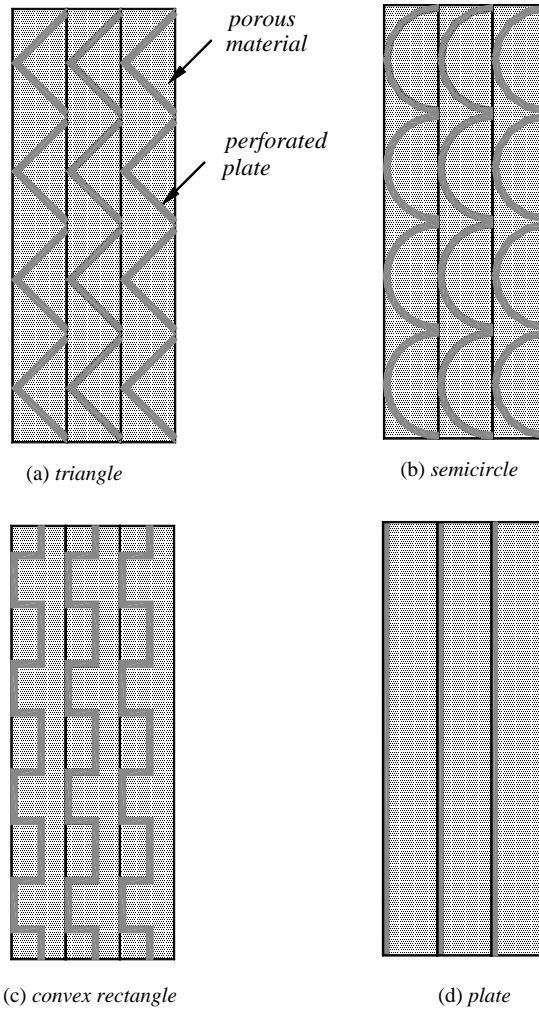 porous
material
perforated
plate
(a) triangle
(b) semicircle
(c) convex rectangle
(d) plate